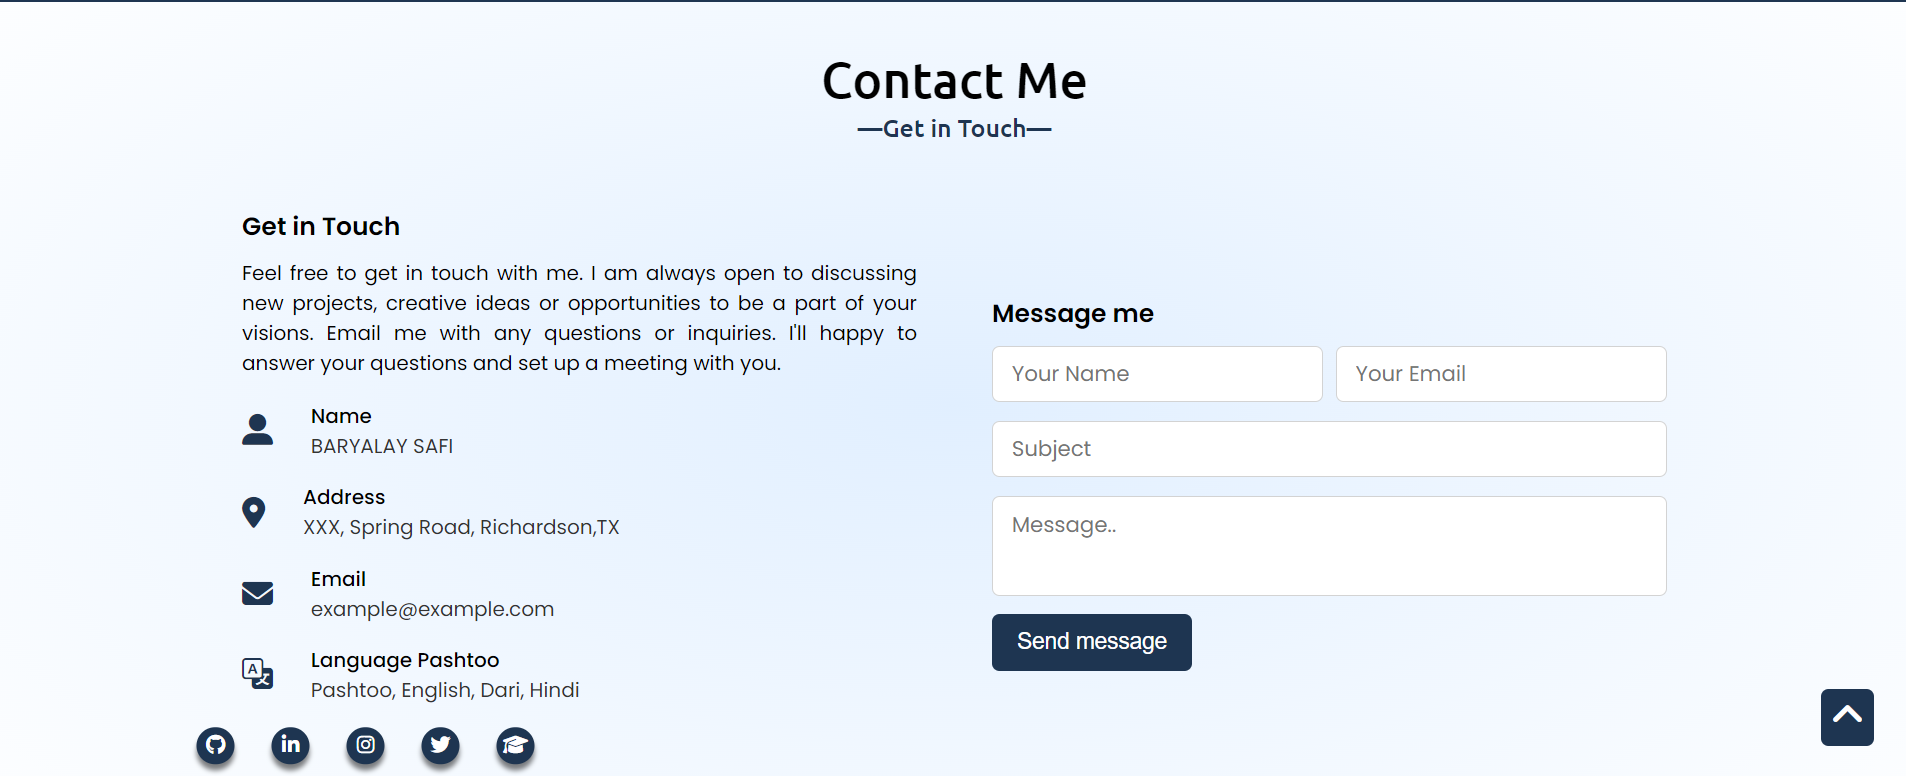 Contact Me
—Get in Touch—
Get in Touch
Feel free to get in touch with me. I am always open to discussing
new projects, creative ideas or opportunities to be a part of your
visions. Email me with any questions or inquiries. I'll happy to
answer your questions and set up a meeting with you.
Name
BARYALAY SAFI
Address
XXX, Spring Road, Richardson,TX
Email
example@example.com
Language Pashtoo
Pashtoo, English, Dari, Hindi
Message me
Your Name
Your Email
Subject
Message..
Send message